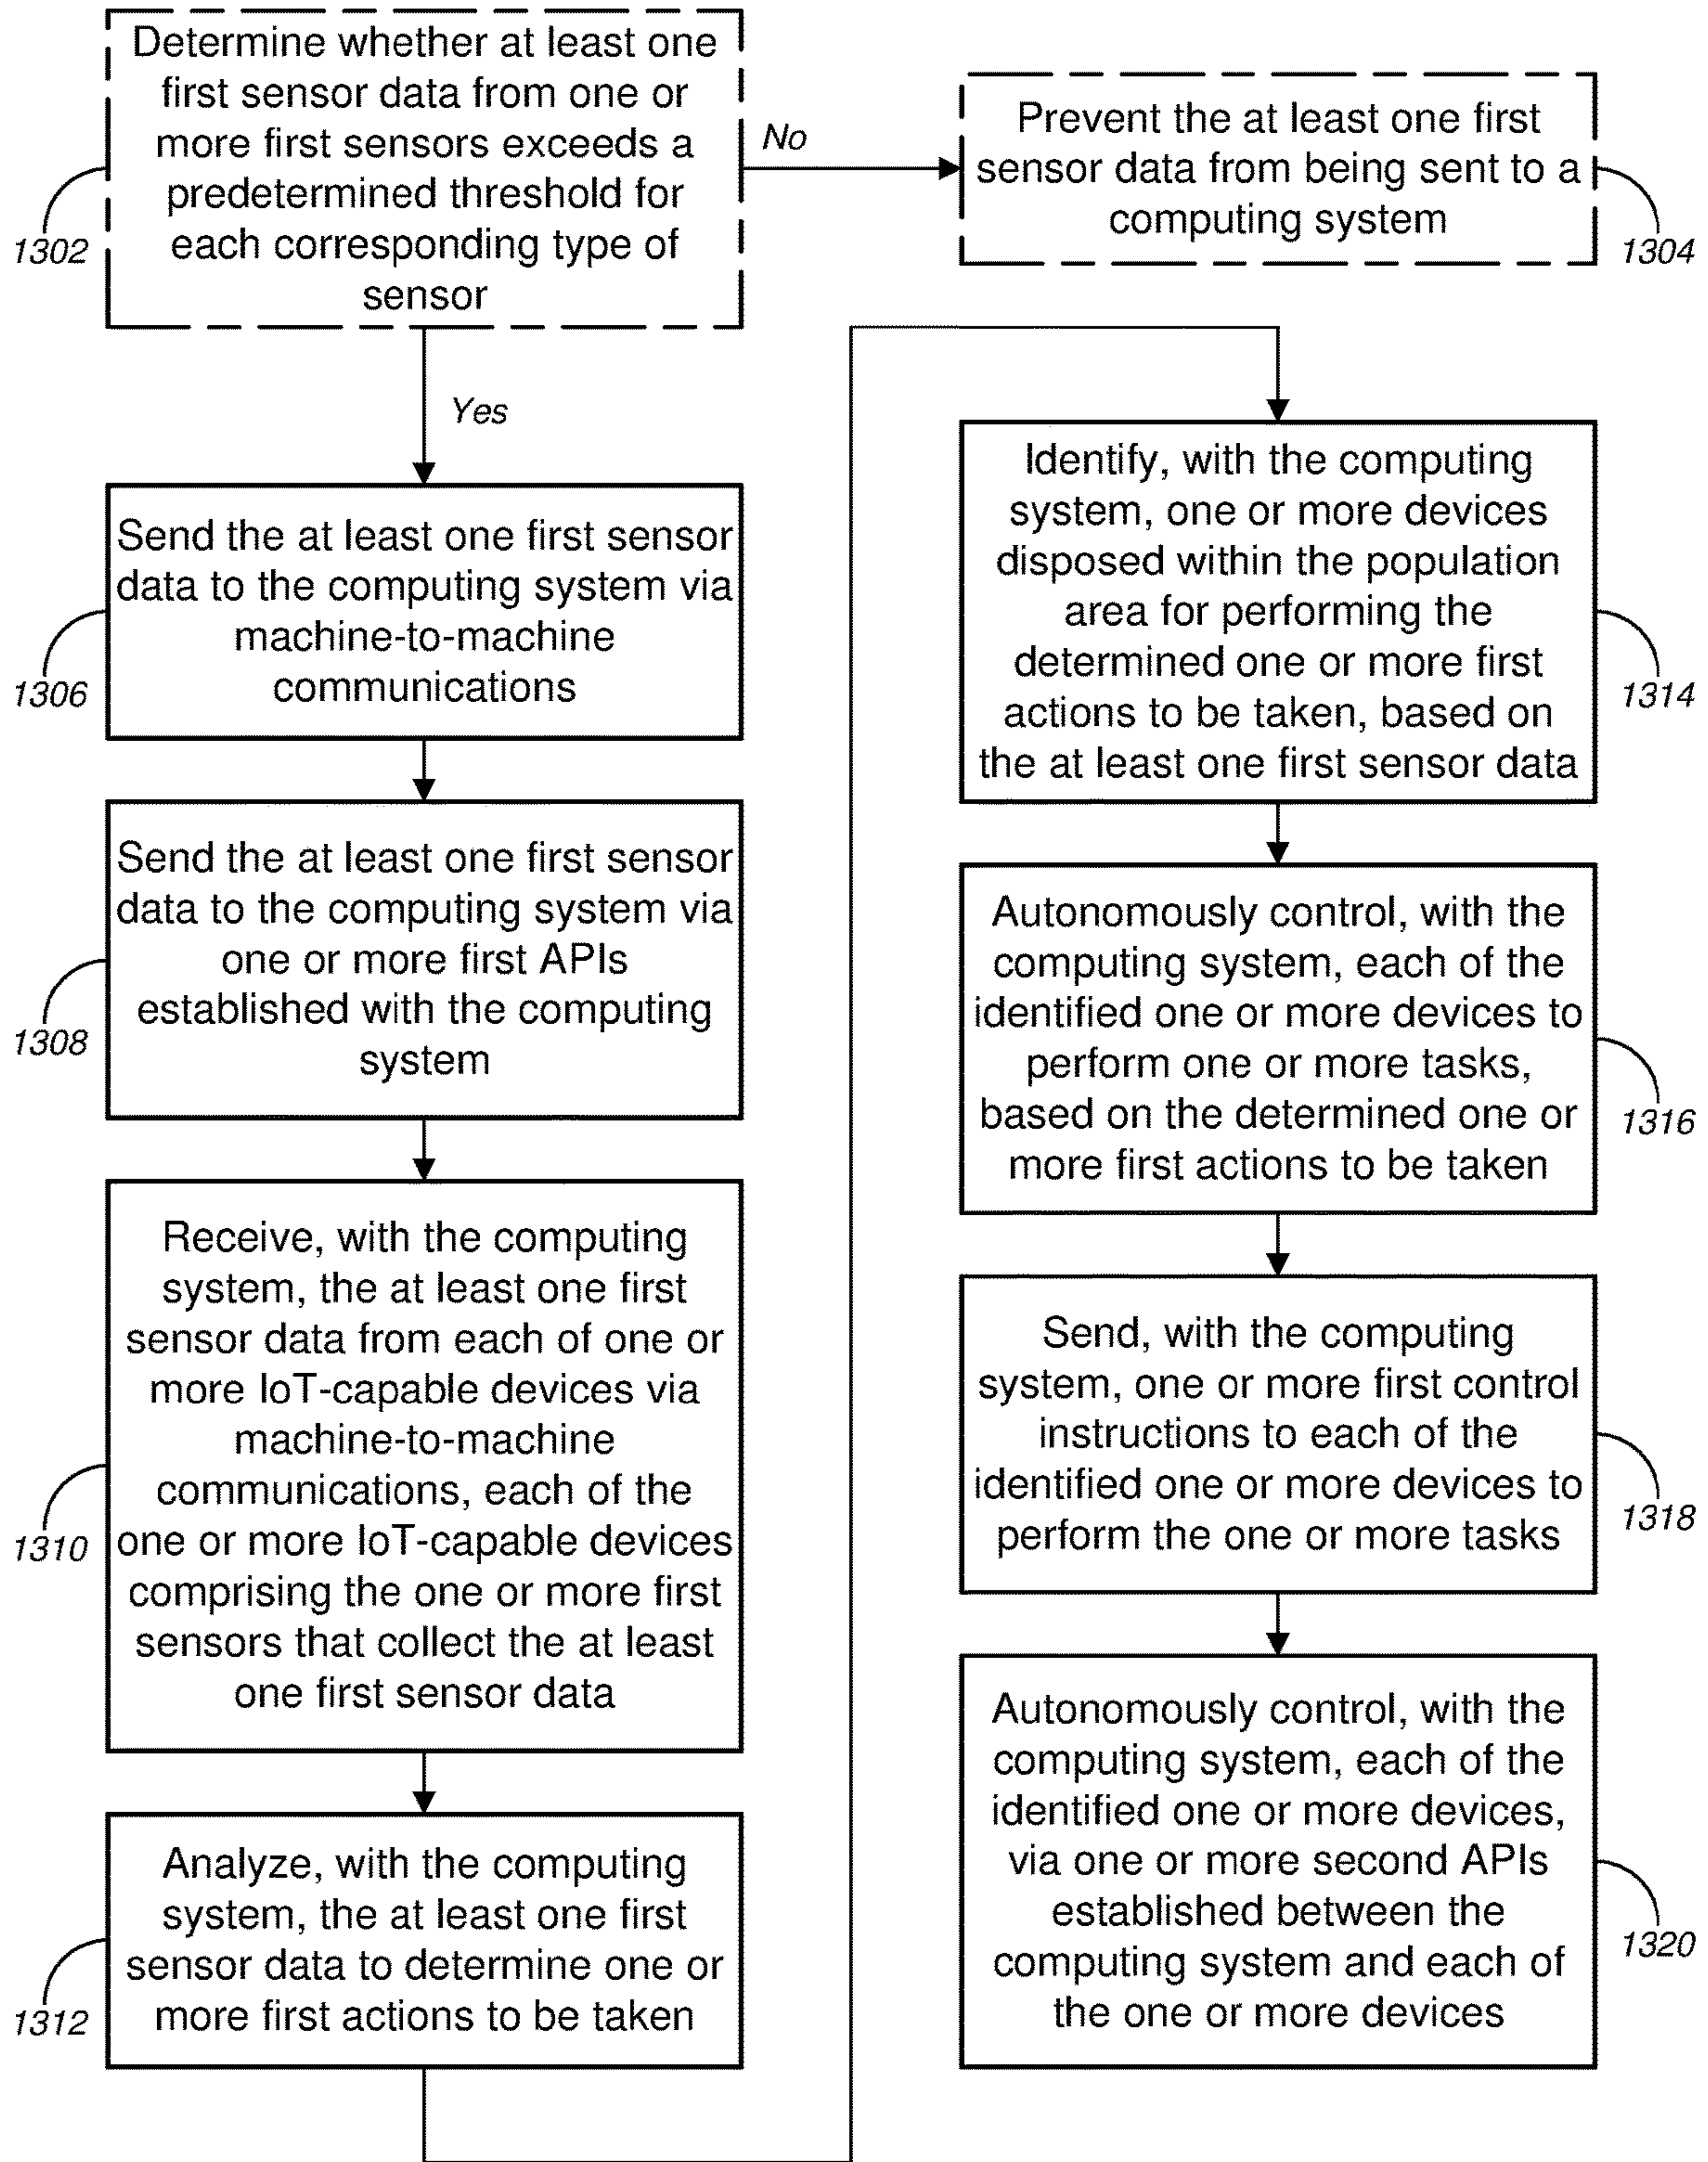 Determine whether at least one
first sensor data from one or
more first sensors exceeds a
predetermined threshold for
each corresponding type of
sensor
1302
No
Prevent the at least one first
sensor data from being sent to a
computing system
1304
Yes
Send the at least one first sensor
data to the computing system via
machine-to-machine
communications
1306
Send the at least one first sensor
data to the computing system via
one or more first APIs
established with the computing
system
1308
Receive, with the computing
system, the at least one first
sensor data from each of one or
more IoT-capable devices via
machine-to-machine
communications, each of the
one or more IoT-capable devices
comprising the one or more first
sensors that collect the at least
one first sensor data
1310
Analyze, with the computing
system, the at least one first
sensor data to determine one or
more first actions to be taken
1312
Identify, with the computing
system, one or more devices
disposed within the population
area for performing the
determined one or more first
actions to be taken, based on
the at least one first sensor data
1314
Autonomously control, with the
computing system, each of the
identified one or more devices to
perform one or more tasks,
based on the determined one or
more first actions to be taken
1316
Send, with the computing
system, one or more first control
instructions to each of the
identified one or more devices to
perform the one or more tasks
1318
Autonomously control, with the
computing system, each of the
identified one or more devices,
via one or more second APIs
established between the
computing system and each of
the one or more devices
1320